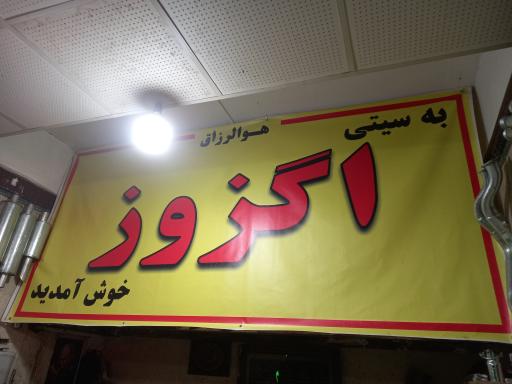 هوالرزاق
به سیتی
اگزوز
خوش آمدید